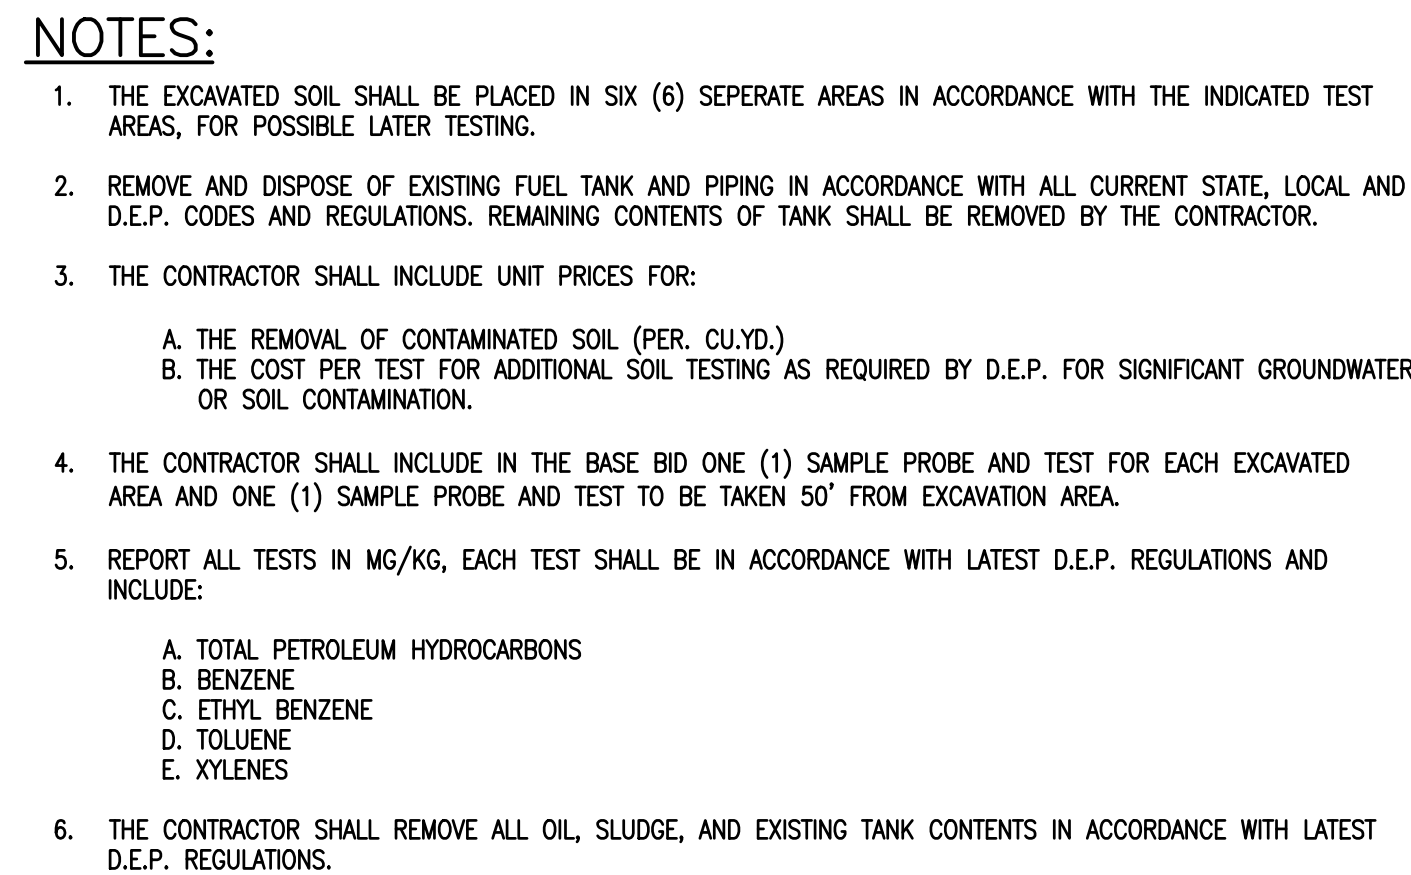 NOTES:
1. THE EXCAVATED SOIL SHALL BE PLACED IN SIX (6) SEPERATE AREAS IN ACCORDANCE WITH THE INDICATED TEST
AREAS, FOR POSSIBLE LATER TESTING.
2. REMOVE AND DISPOSE OF EXISTING FUEL TANK AND PIPING IN ACCORDANCE WITH ALL CURRENT STATE, LOCAL AND
D.E.P. CODES AND REGULATIONS. REMAINING CONTENTS OF TANK SHALL BE REMOVED BY THE CONTRACTOR.
3. THE CONTRACTOR SHALL INCLUDE UNIT PRICES FOR:
A. THE REMOVAL OF CONTAMINATED SOIL (PER. CU.YD.)
B. THE COST PER TEST FOR ADDITIONAL SOIL TESTING AS REQUIRED BY D.E.P. FOR SIGNIFICANT GROUNDWATER
OR SOIL CONTAMINATION.
4. THE CONTRACTOR SHALL INCLUDE IN THE BASE BID ONE (1) SAMPLE PROBE AND TEST FOR EACH EXCAVATED
AREA AND ONE (1) SAMPLE PROBE AND TEST TO BE TAKEN 50' FROM EXCAVATION AREA.
5. REPORT ALL TESTS IN MG/KG, EACH TEST SHALL BE IN ACCORDANCE WITH LATEST D.E.P. REGULATIONS AND
INCLUDE:
A. TOTAL PETROLEUM HYDROCARBONS
B. BENZENE
C. ETHYL BENZENE
D. TOLUENE
E. XYLENES
6. THE CONTRACTOR SHALL REMOVE ALL OIL, SLUDGE, AND EXISTING TANK CONTENTS IN ACCORDANCE WITH LATEST
D.E.P. REGULATIONS.